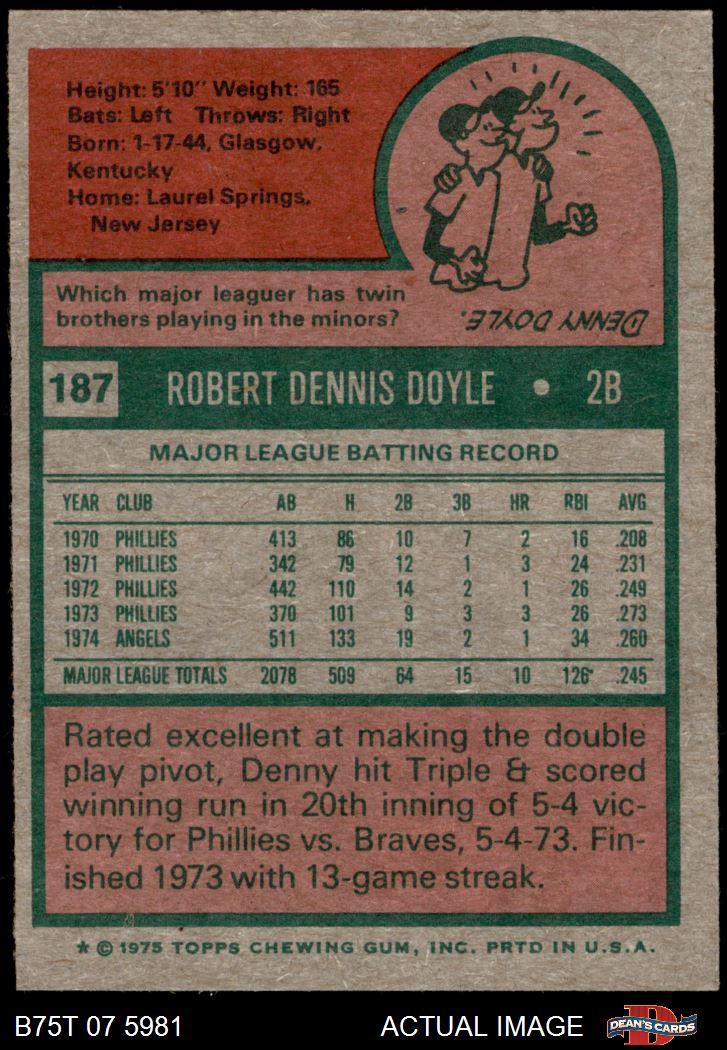 Height: 5'10" Weight: 165
Bats: Left Throws: Right
Born: 1-17-44, Glasgow,
Kentucky
Home: Laurel Springs,
New Jersey
Which major leaguer has twin
brothers playing in the minors?
DENNY DOYLE.
187 ROBERT DENNIS DOYLE • 2B
MAJOR LEAGUE BATTING RECORD
YEAR CLUB AB H 2B 3B HR RBI AVG
1970 PHILLIES 413 86 10 7 2 16 .208
1971 PHILLIES 342 79 12 1 3 24 .231
1972 PHILLIES 442 110 14 2 1 26 .249
1973 PHILLIES 370 101 9 3 3 26 .273
1974 ANGELS 511 133 19 2 1 34 .260
MAJOR LEAGUE TOTALS 2078 509 64 15 10 126 .245
Rated excellent at making the double
play pivot, Denny hit Triple & scored
winning run in 20th inning of 5-4 vic-
tory for Phillies vs. Braves, 5-4-73. Fin-
ished 1973 with 13-game streak.
* © 1975 TOPPS CHEWING GUM, INC. PRTD IN U.S.A.
B75T 07 5981 ACTUAL IMAGE D DEAN'S CARDS